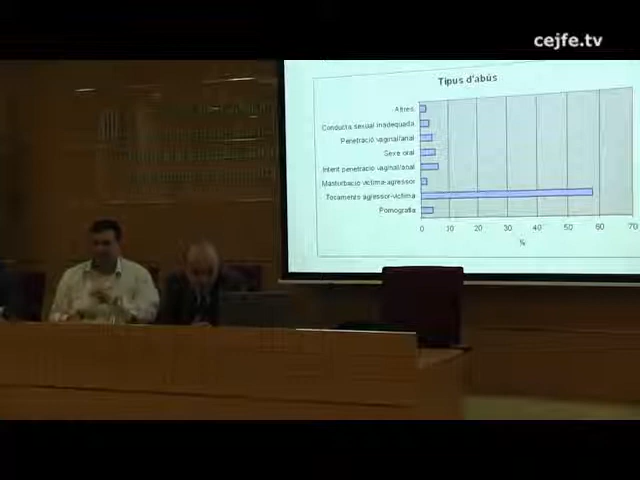 cejfe.tv
Tipus d'abús
Altres
Conducta sexual inadequada
Penetració vaginal/anal
Sexe oral
Intent penetració vaginal/anal
Masturbació víctima-agressor
Tocaments agressor-víctima
Pornografia
0 10 20 30 40 50 60 70
%